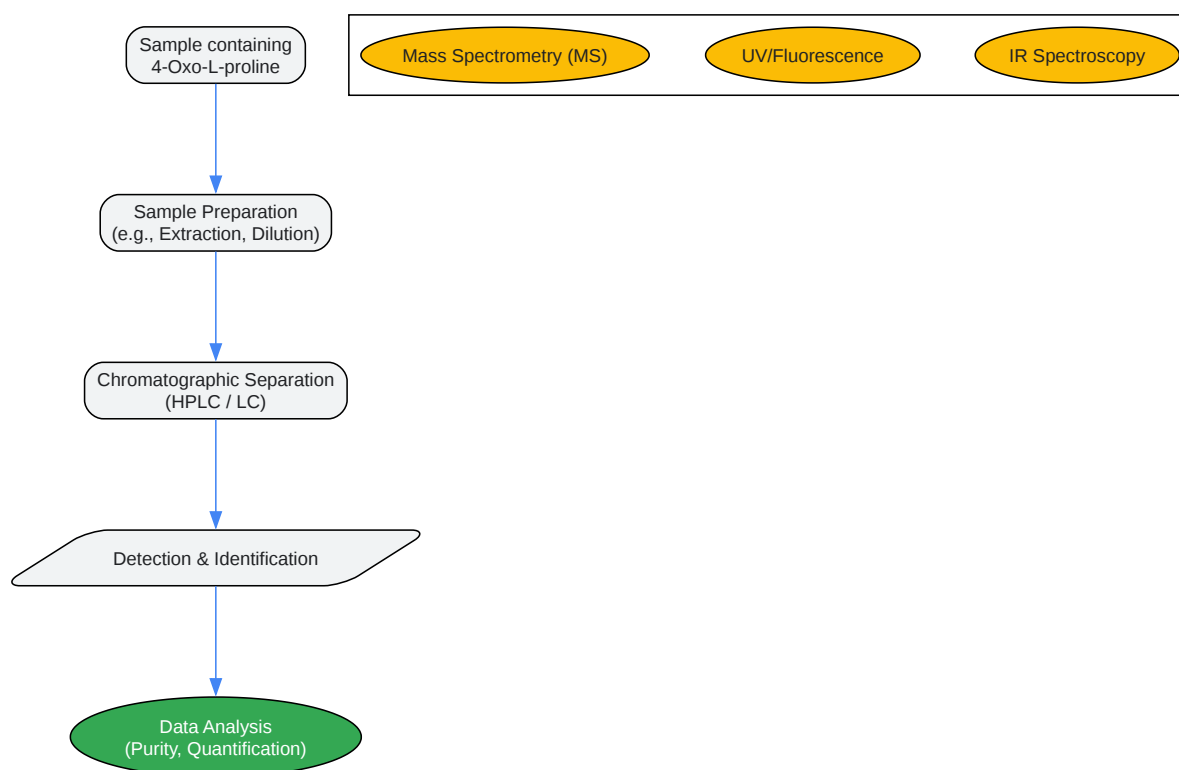 Sample containing
4-Oxo-L-proline
Mass Spectrometry (MS)
UV/Fluorescence
IR Spectroscopy
Sample Preparation
(e.g., Extraction, Dilution)
Chromatographic Separation
(HPLC / LC)
Detection & Identification
Data Analysis
(Purity, Quantification)